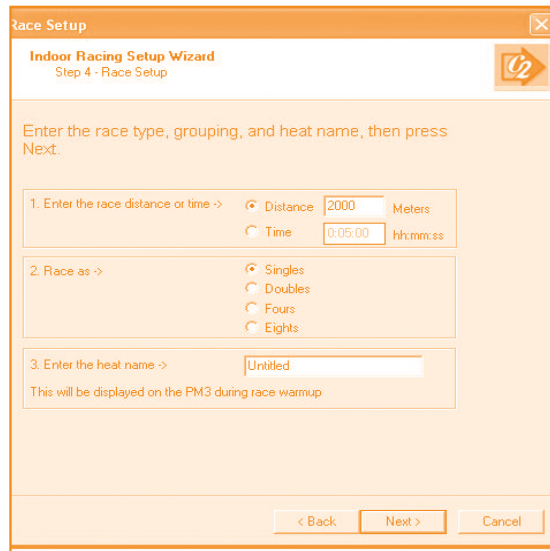 Race Setup
Indoor Racing Setup Wizard
Step 4 - Race Setup
C2
Enter the race type, grouping, and heat name, then press
Next.
1. Enter the race distance or time -> Distance 2000 Meters
Time 0:05:00 hh:mm:ss
2. Race as -> Singles
Doubles
Fours
Eights
3. Enter the heat name -> Untitled
This will be displayed on the PM3 during race warmup
< Back Next > Cancel